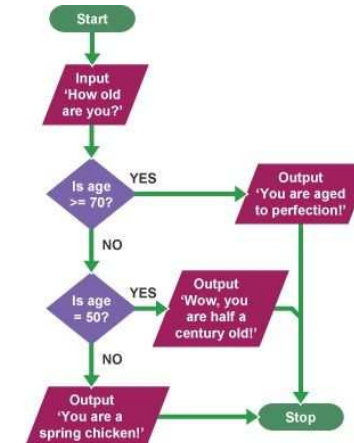 Start
Input
‘How old
are you?’
Is age
>= 70?
YES
Output
‘You are aged
to perfection!’
NO
Is age
= 50?
YES
Output
‘Wow, you
are half a
century old!’
NO
Output
‘You are a
spring chicken!’
Stop